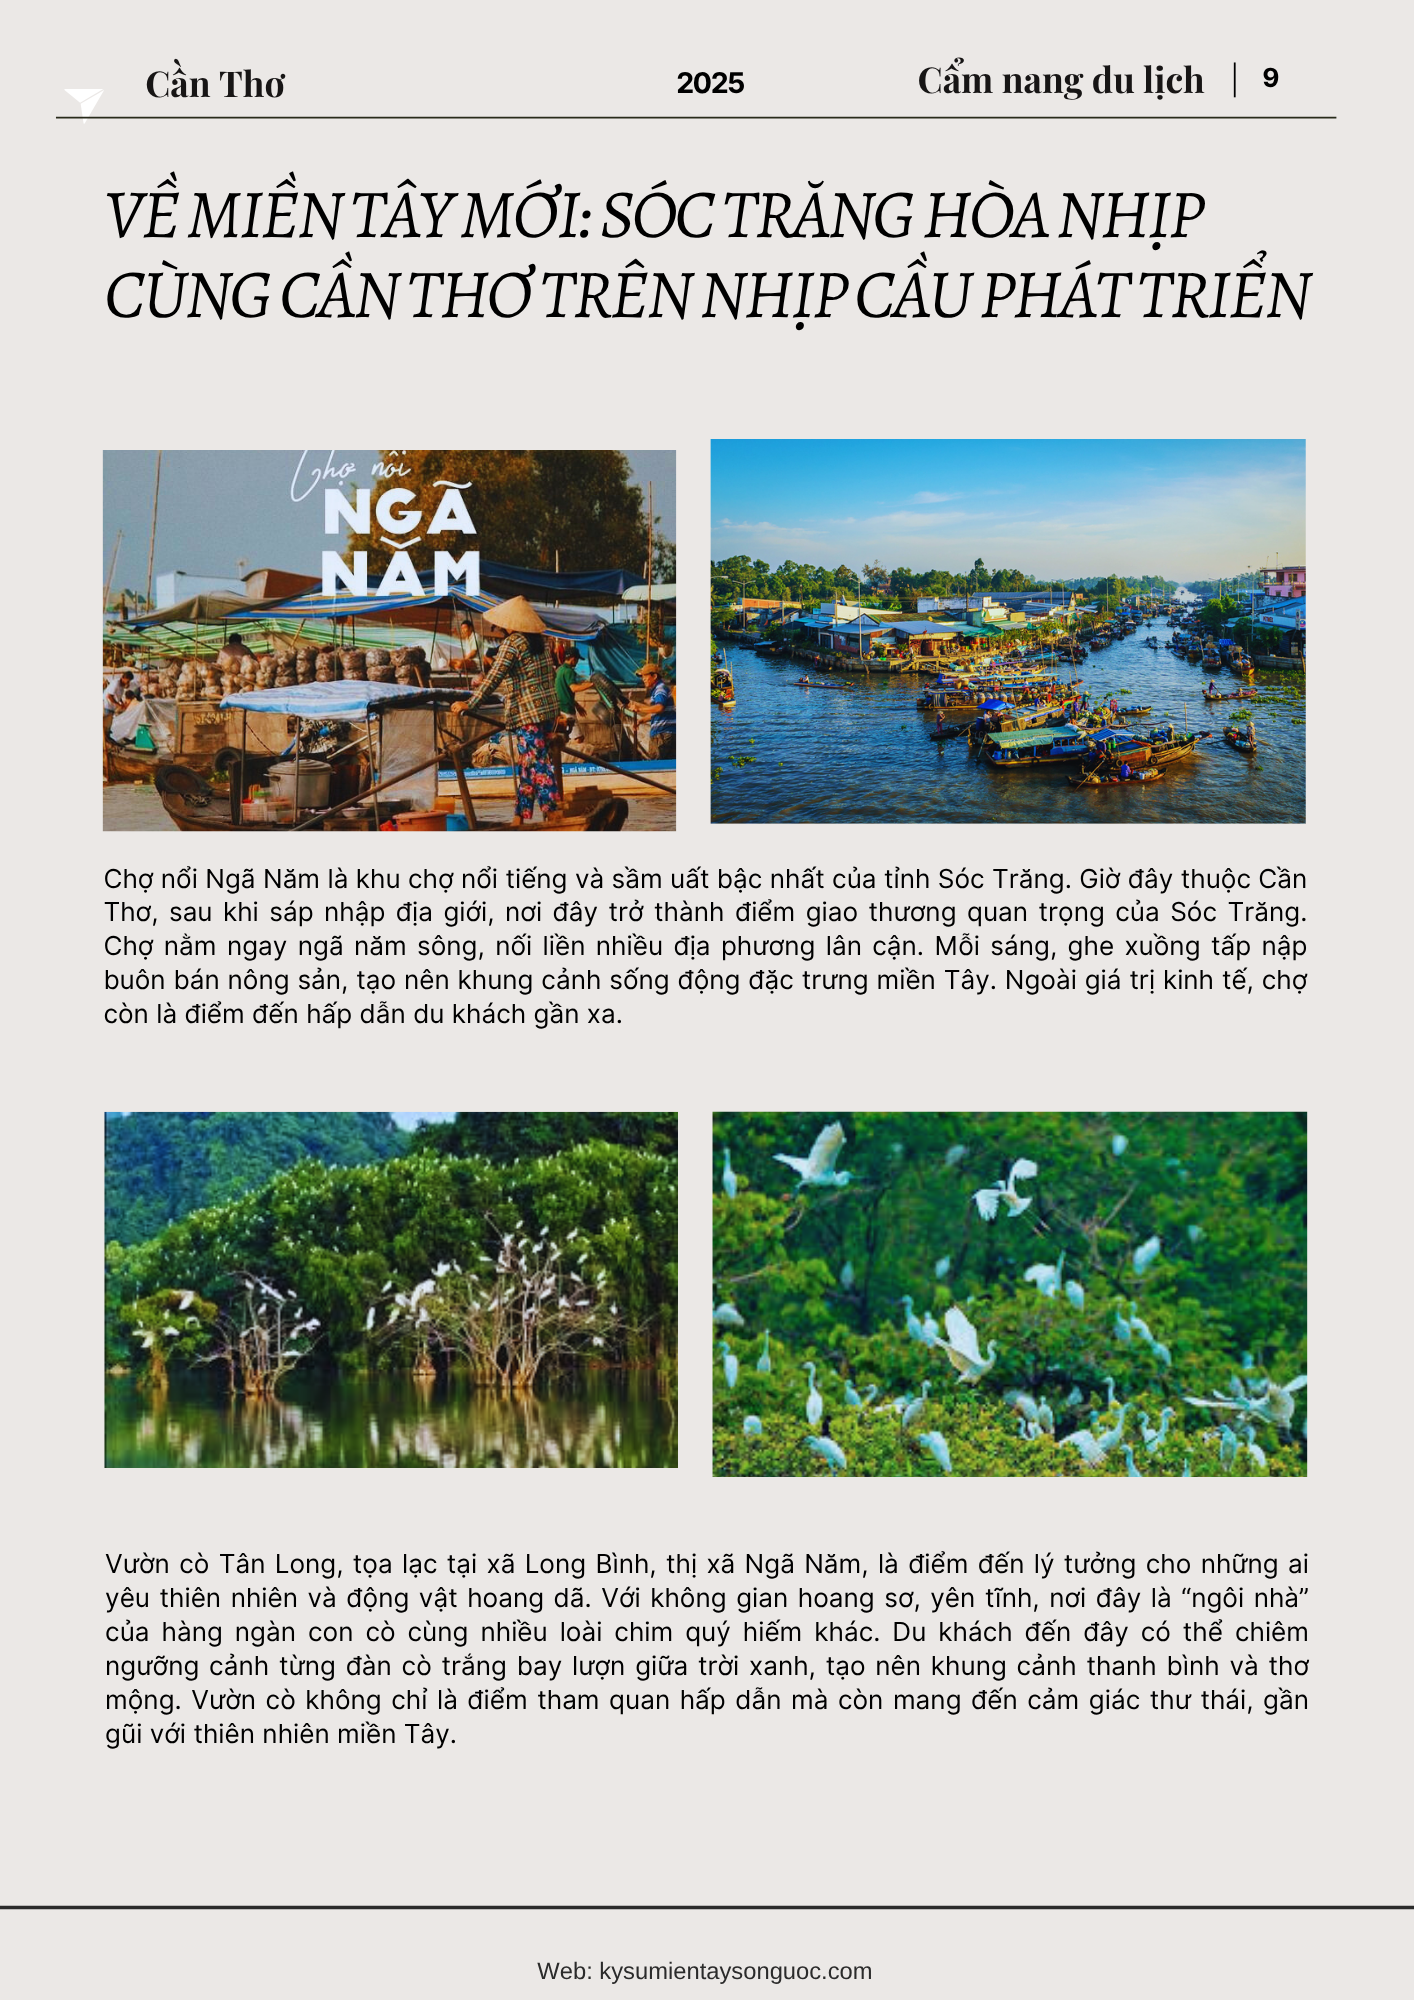 Cần Thơ
2025
Cẩm nang du lịch
9
VỀ MIỀN TÂY MỚI: SÓC TRĂNG HÒA NHỊP
CÙNG CẦN THƠ TRÊN NHỊP CẦU PHÁT TRIỂN
Chợ nổi
NGÃ
NĂM
Chợ nổi Ngã Năm là khu chợ nổi tiếng và sầm uất bậc nhất của tỉnh Sóc Trăng. Giờ đây thuộc Cần
Thơ, sau khi sáp nhập địa giới, nơi đây trở thành điểm giao thương quan trọng của Sóc Trăng.
Chợ nằm ngay ngã năm sông, nối liền nhiều địa phương lân cận. Mỗi sáng, ghe xuồng tấp nập
buôn bán nông sản, tạo nên khung cảnh sống động đặc trưng miền Tây. Ngoài giá trị kinh tế, chợ
còn là điểm đến hấp dẫn du khách gần xa.
Vườn cò Tân Long, tọa lạc tại xã Long Bình, thị xã Ngã Năm, là điểm đến lý tưởng cho những ai
yêu thiên nhiên và động vật hoang dã. Với không gian hoang sơ, yên tĩnh, nơi đây là “ngôi nhà”
của hàng ngàn con cò cùng nhiều loài chim quý hiếm khác. Du khách đến đây có thể chiêm
ngưỡng cảnh từng đàn cò trắng bay lượn giữa trời xanh, tạo nên khung cảnh thanh bình và thơ
mộng. Vườn cò không chỉ là điểm tham quan hấp dẫn mà còn mang đến cảm giác thư thái, gần
gũi với thiên nhiên miền Tây.
Web: kysumientaysonguoc.com